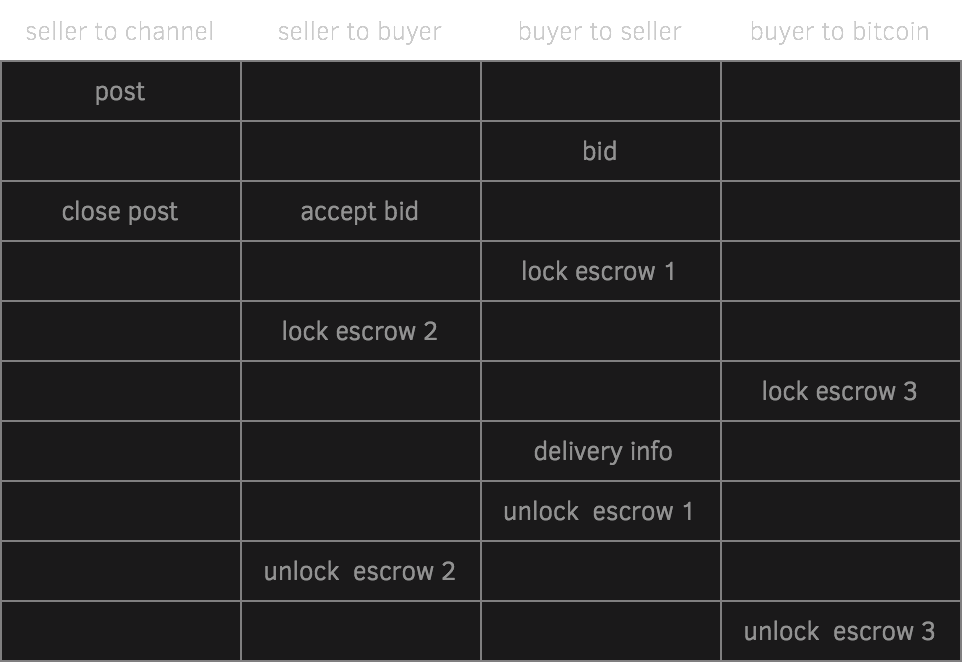 seller to channel seller to buyer buyer to seller buyer to bitcoin
post
bid
close post accept bid
lock escrow 1
lock escrow 2
lock escrow 3
delivery info
unlock escrow 1
unlock escrow 2
unlock escrow 3